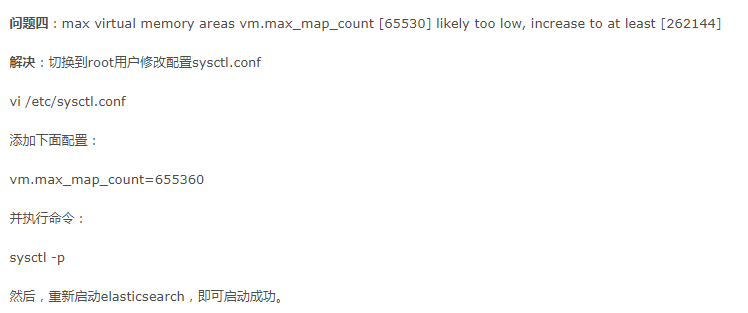 问题四：max virtual memory areas vm.max_map_count [65530] likely too low, increase to at least [262144]
解决：切换到root用户修改配置sysctl.conf
vi /etc/sysctl.conf
添加下面配置：
vm.max_map_count=655360
并执行命令：
sysctl -p
然后，重新启动elasticsearch，即可启动成功。